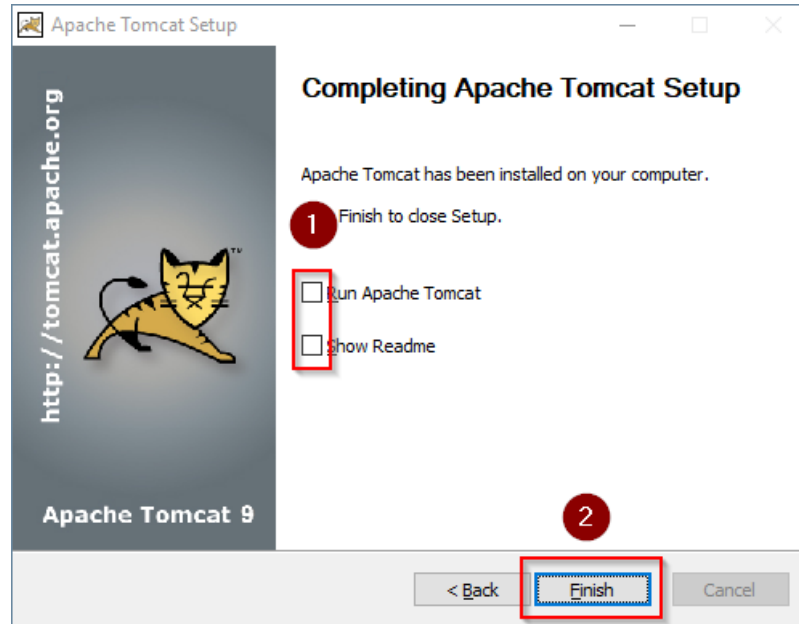 Apache Tomcat Setup
http://tomcat.apache.org
TM
Apache Tomcat 9
Completing Apache Tomcat Setup
Apache Tomcat has been installed on your computer.
1
Finish to close Setup.
Run Apache Tomcat
Show Readme
2
< Back
Finish
Cancel